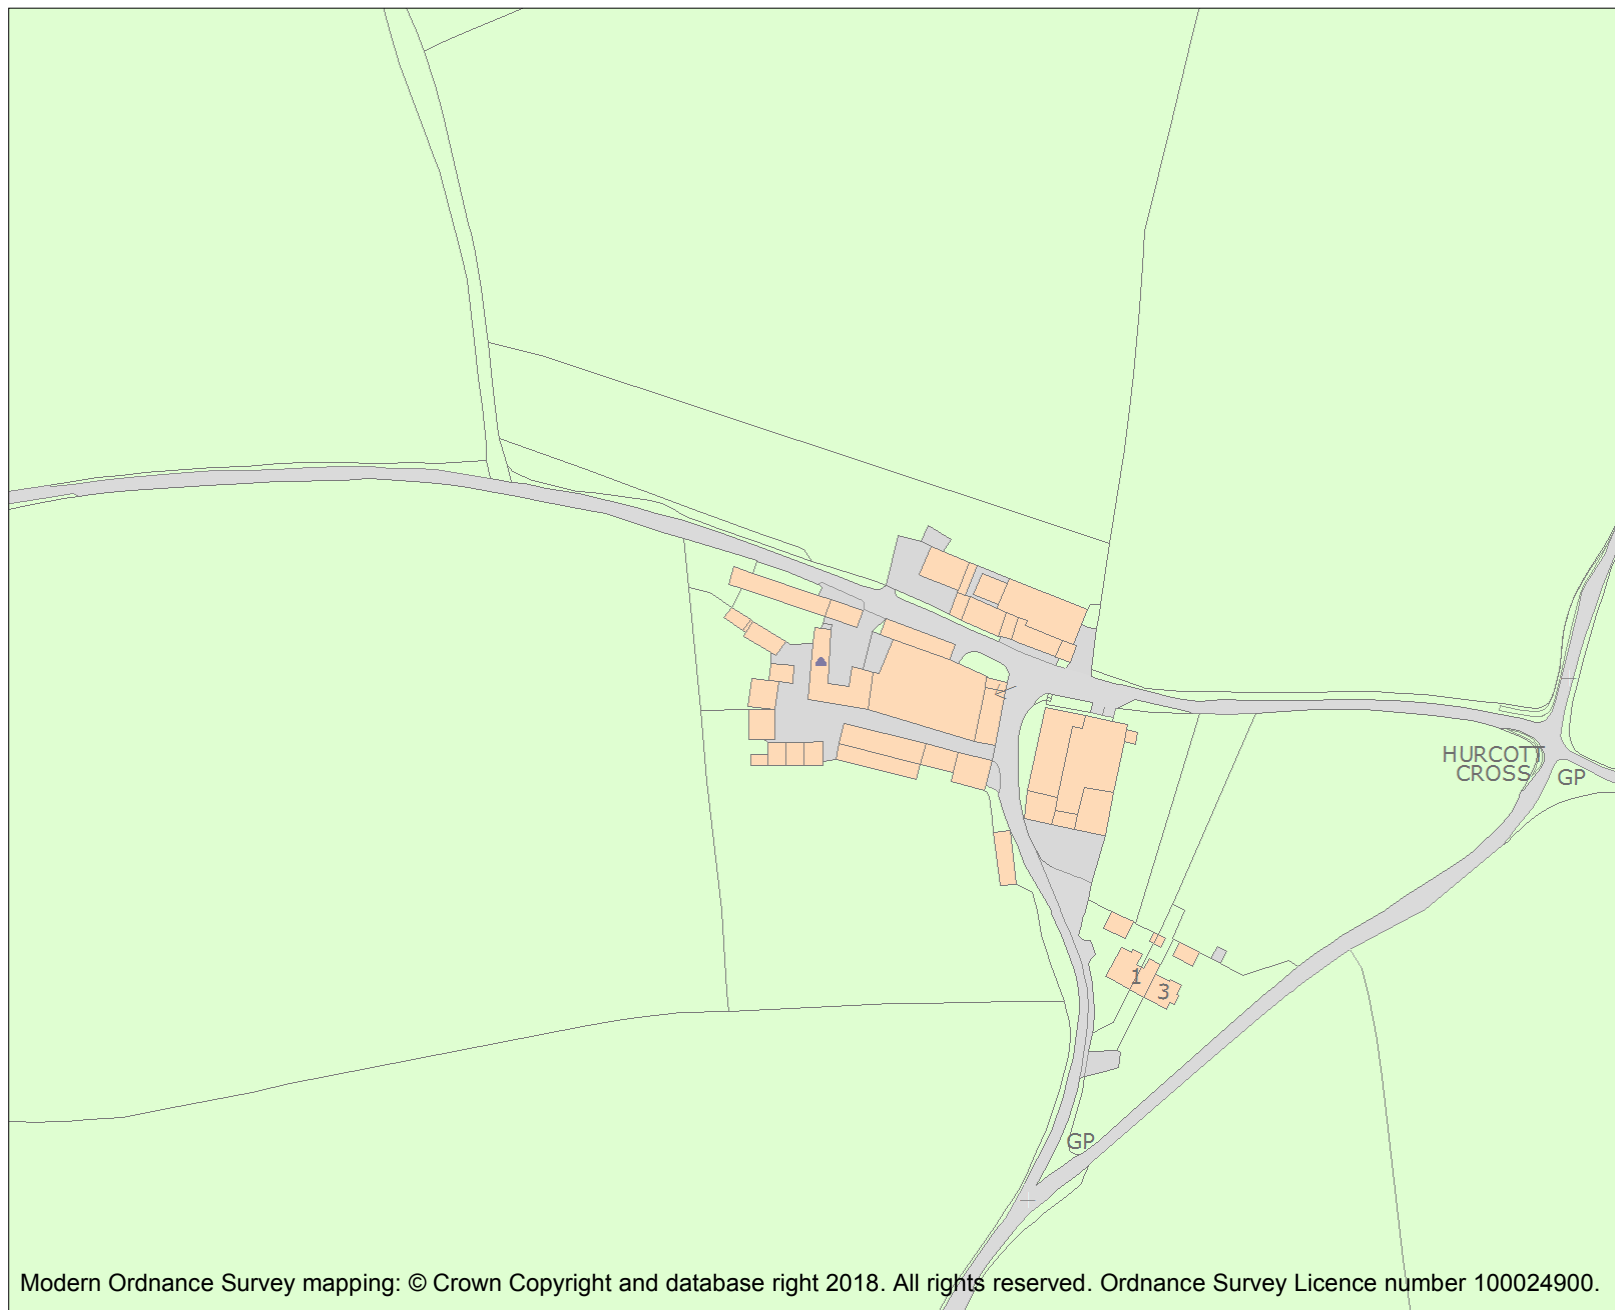 HURCOTT
CROSS
GP
1
3
GP
Modern Ordnance Survey mapping: © Crown Copyright and database right 2018. All rights reserved. Ordnance Survey Licence number 100024900.